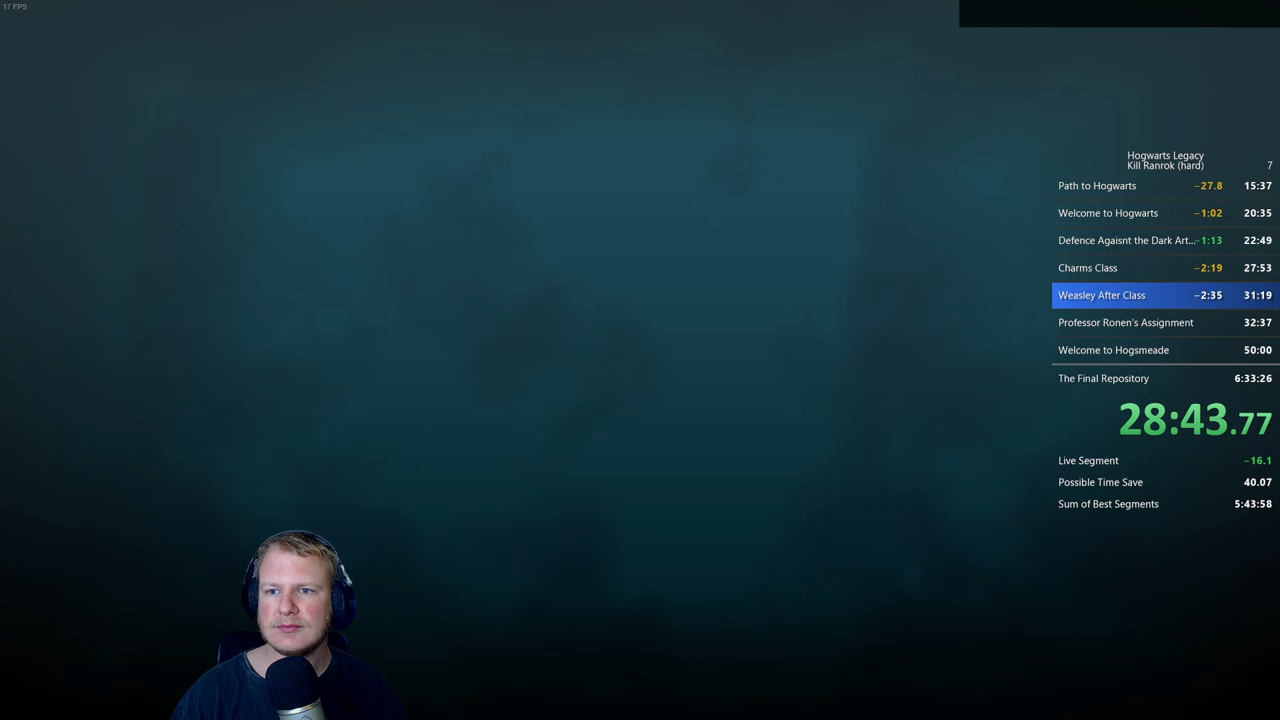 17 FPS
Hogwarts Legacy
Kill Ranrok (hard) 7
Path to Hogwarts −27.8 15:37
Welcome to Hogwarts −1:02 20:35
Defence Agaisnt the Dark Art... −1:13 22:49
Charms Class −2:19 27:53
Weasley After Class −2:35 31:19
Professor Ronen's Assignment 32:37
Welcome to Hogsmeade 50:00
The Final Repository 6:33:26
28:43.77
Live Segment −16.1
Possible Time Save 40.07
Sum of Best Segments 5:43:58